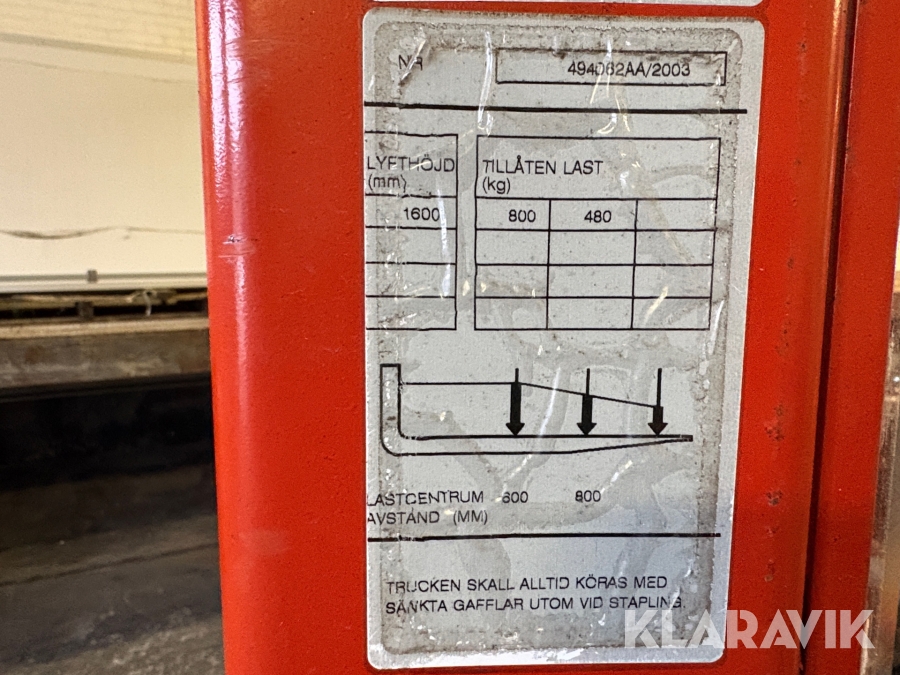 NR 494062AA/2003
LYFTHÖJD
(mm)
TILLÅTEN LAST
(kg)
1600 800 480
LASTCENTRUM 600 800
AVSTÅND (MM)
TRUCKEN SKALL ALLTID KÖRAS MED
SÄNKTA GAFFLAR UTOM VID STAPLING.
KLARAVIK